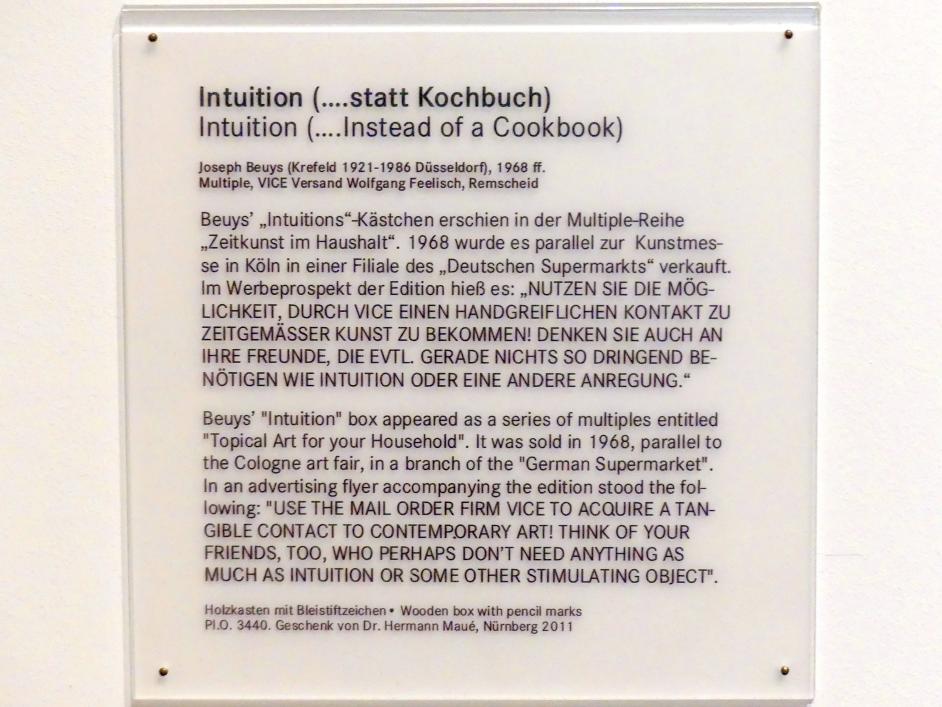 Intuition (....statt Kochbuch)
Intuition (....Instead of a Cookbook)
Joseph Beuys (Krefeld 1921-1986 Düsseldorf), 1968 ff.
Multiple, VICE Versand Wolfgang Feelisch, Remscheid
Beuys’ „Intuitions“-Kästchen erschien in der Multiple-Reihe
„Zeitkunst im Haushalt“. 1968 wurde es parallel zur Kunstmes-
se in Köln in einer Filiale des „Deutschen Supermarkts“ verkauft.
Im Werbeprospekt der Edition hieß es: „NUTZEN SIE DIE MÖG-
LICHKEIT, DURCH VICE EINEN HANDGREIFLICHEN KONTAKT ZU
ZEITGEMÄSSER KUNST ZU BEKOMMEN! DENKEN SIE AUCH AN
IHRE FREUNDE, DIE EVTL. GERADE NICHTS SO DRINGEND BE-
NÖTIGEN WIE INTUITION ODER EINE ANDERE ANREGUNG.“
Beuys’ "Intuition" box appeared as a series of multiples entitled
"Topical Art for your Household". It was sold in 1968, parallel to
the Cologne art fair, in a branch of the "German Supermarket".
In an advertising flyer accompanying the edition stood the fol-
lowing: "USE THE MAIL ORDER FIRM VICE TO ACQUIRE A TAN-
GIBLE CONTACT TO CONTEMPORARY ART! THINK OF YOUR
FRIENDS, TOO, WHO PERHAPS DON’T NEED ANYTHING AS
MUCH AS INTUITION OR SOME OTHER STIMULATING OBJECT".
Holzkasten mit Bleistiftzeichen • Wooden box with pencil marks
Pl.O. 3440. Geschenk von Dr. Hermann Maué, Nürnberg 2011